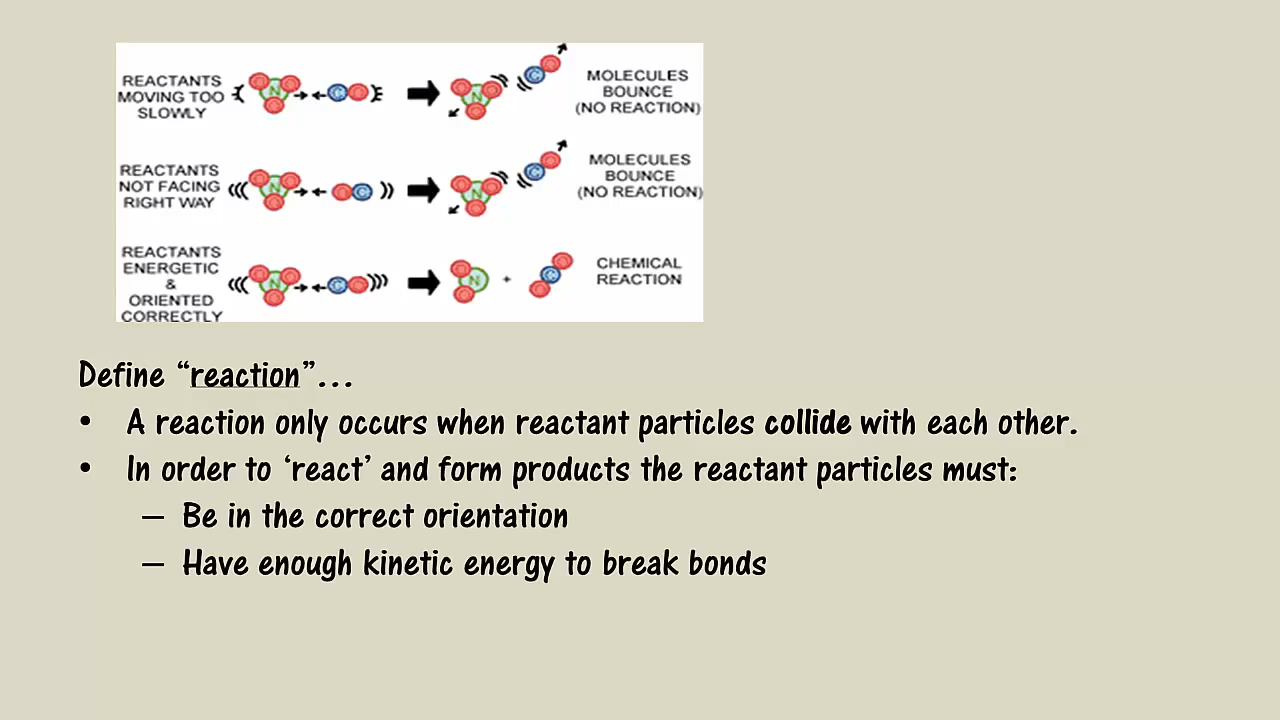 REACTANTS
MOVING TOO
SLOWLY
N
C
N
C
MOLECULES
BOUNCE
(NO REACTION)
REACTANTS
NOT FACING
RIGHT WAY
N
C
N
C
MOLECULES
BOUNCE
(NO REACTION)
REACTANTS
ENERGETIC
&
ORIENTED
CORRECTLY
N
C
N
+
C
CHEMICAL
REACTION
Define “reaction”...
• A reaction only occurs when reactant particles collide with each other.
• In order to ‘react’ and form products the reactant particles must:
– Be in the correct orientation
– Have enough kinetic energy to break bonds